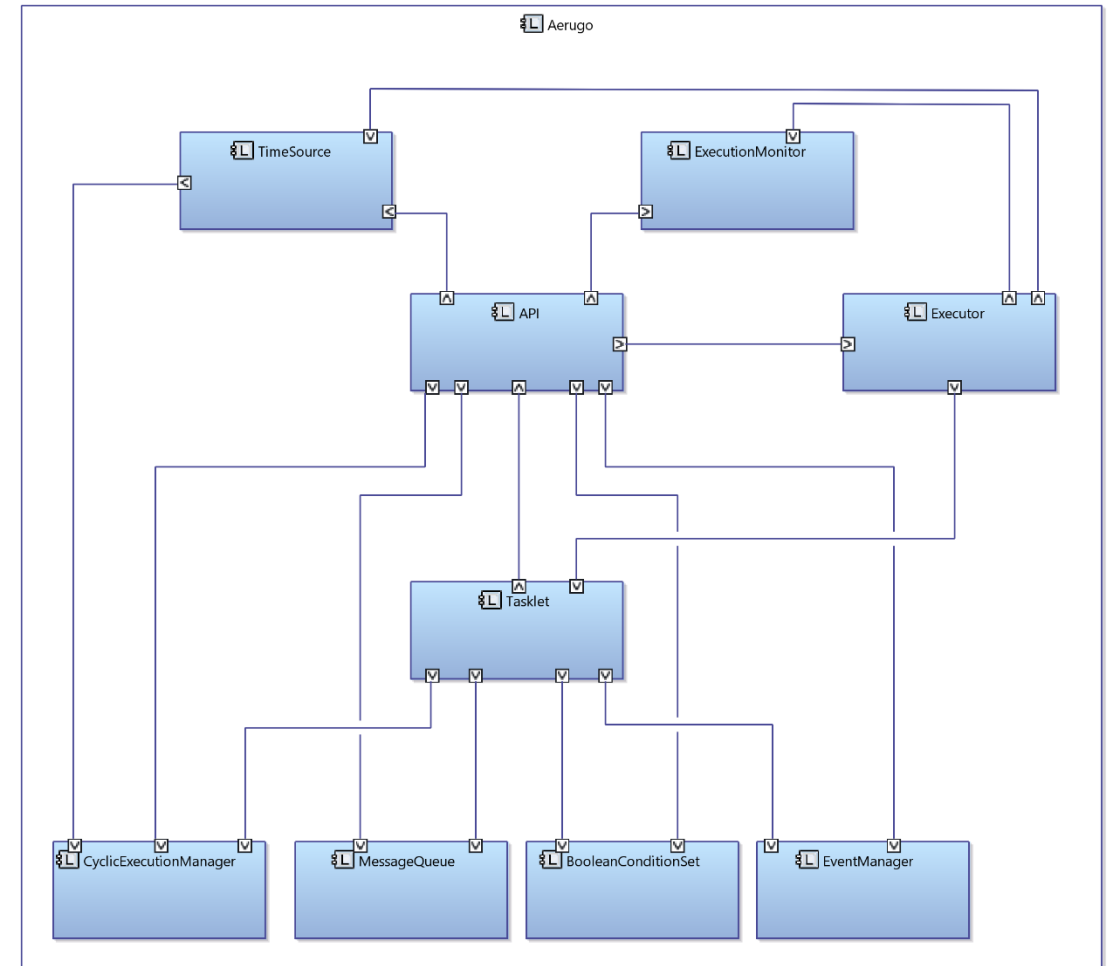 Aerugo
TimeSource
ExecutionMonitor
API
Executor
Tasklet
CyclicExecutionManager
MessageQueue
BooleanConditionSet
EventManager